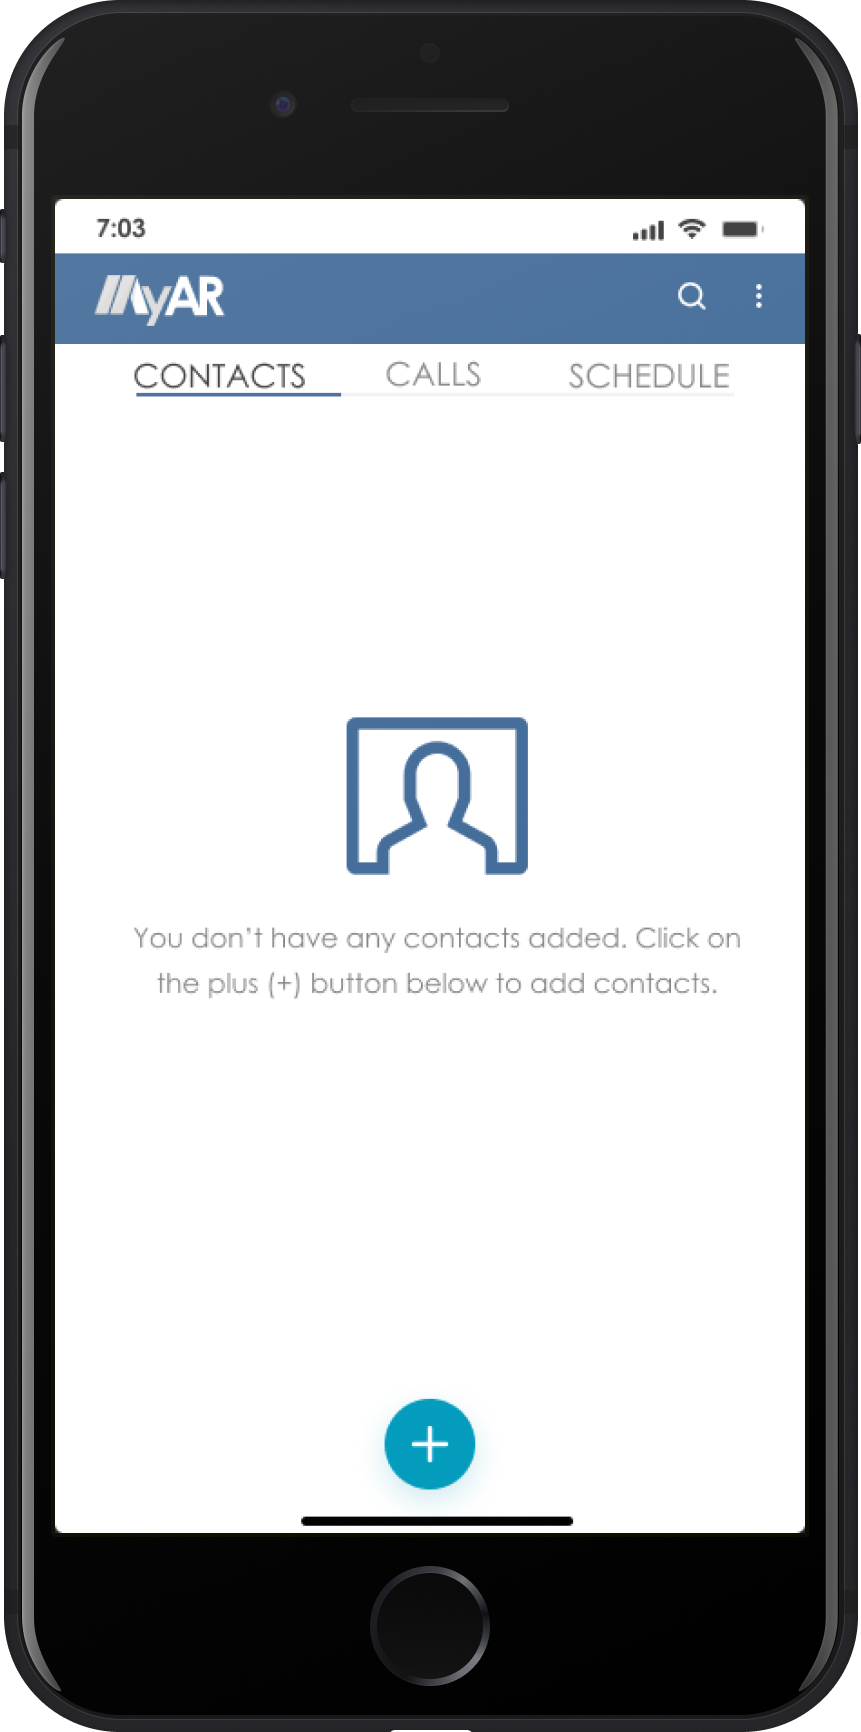 7:03
MyAR
CONTACTS CALLS SCHEDULE
You don't have any contacts added. Click on
the plus (+) button below to add contacts.